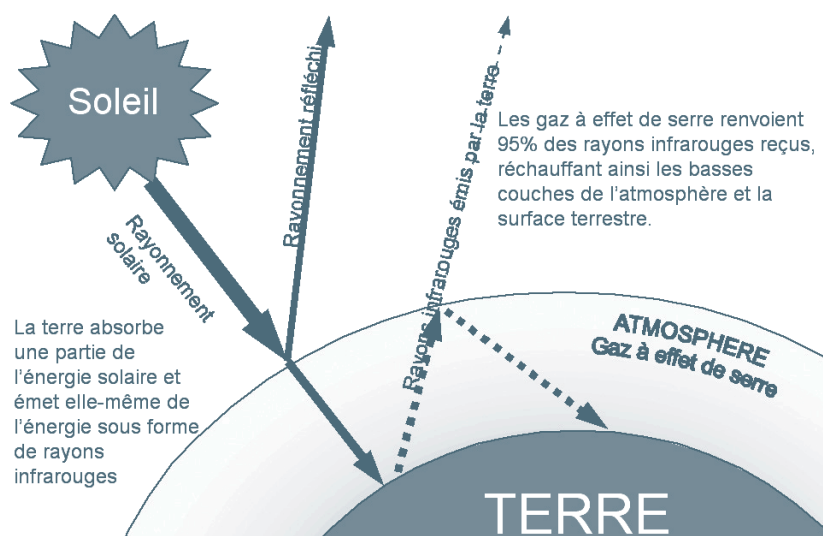 Soleil
Rayonnement réfléchi
Rayons infrarouges émis par la terre
Les gaz à effet de serre renvoient
95% des rayons infrarouges reçus,
réchauffant ainsi les basses
couches de l'atmosphère et la
surface terrestre.
Rayonnement
solaire
La terre absorbe
une partie de
l'énergie solaire et
émet elle-même de
l'énergie sous forme
de rayons
infrarouges
ATMOSPHERE
Gaz à effet de serre
TERRE